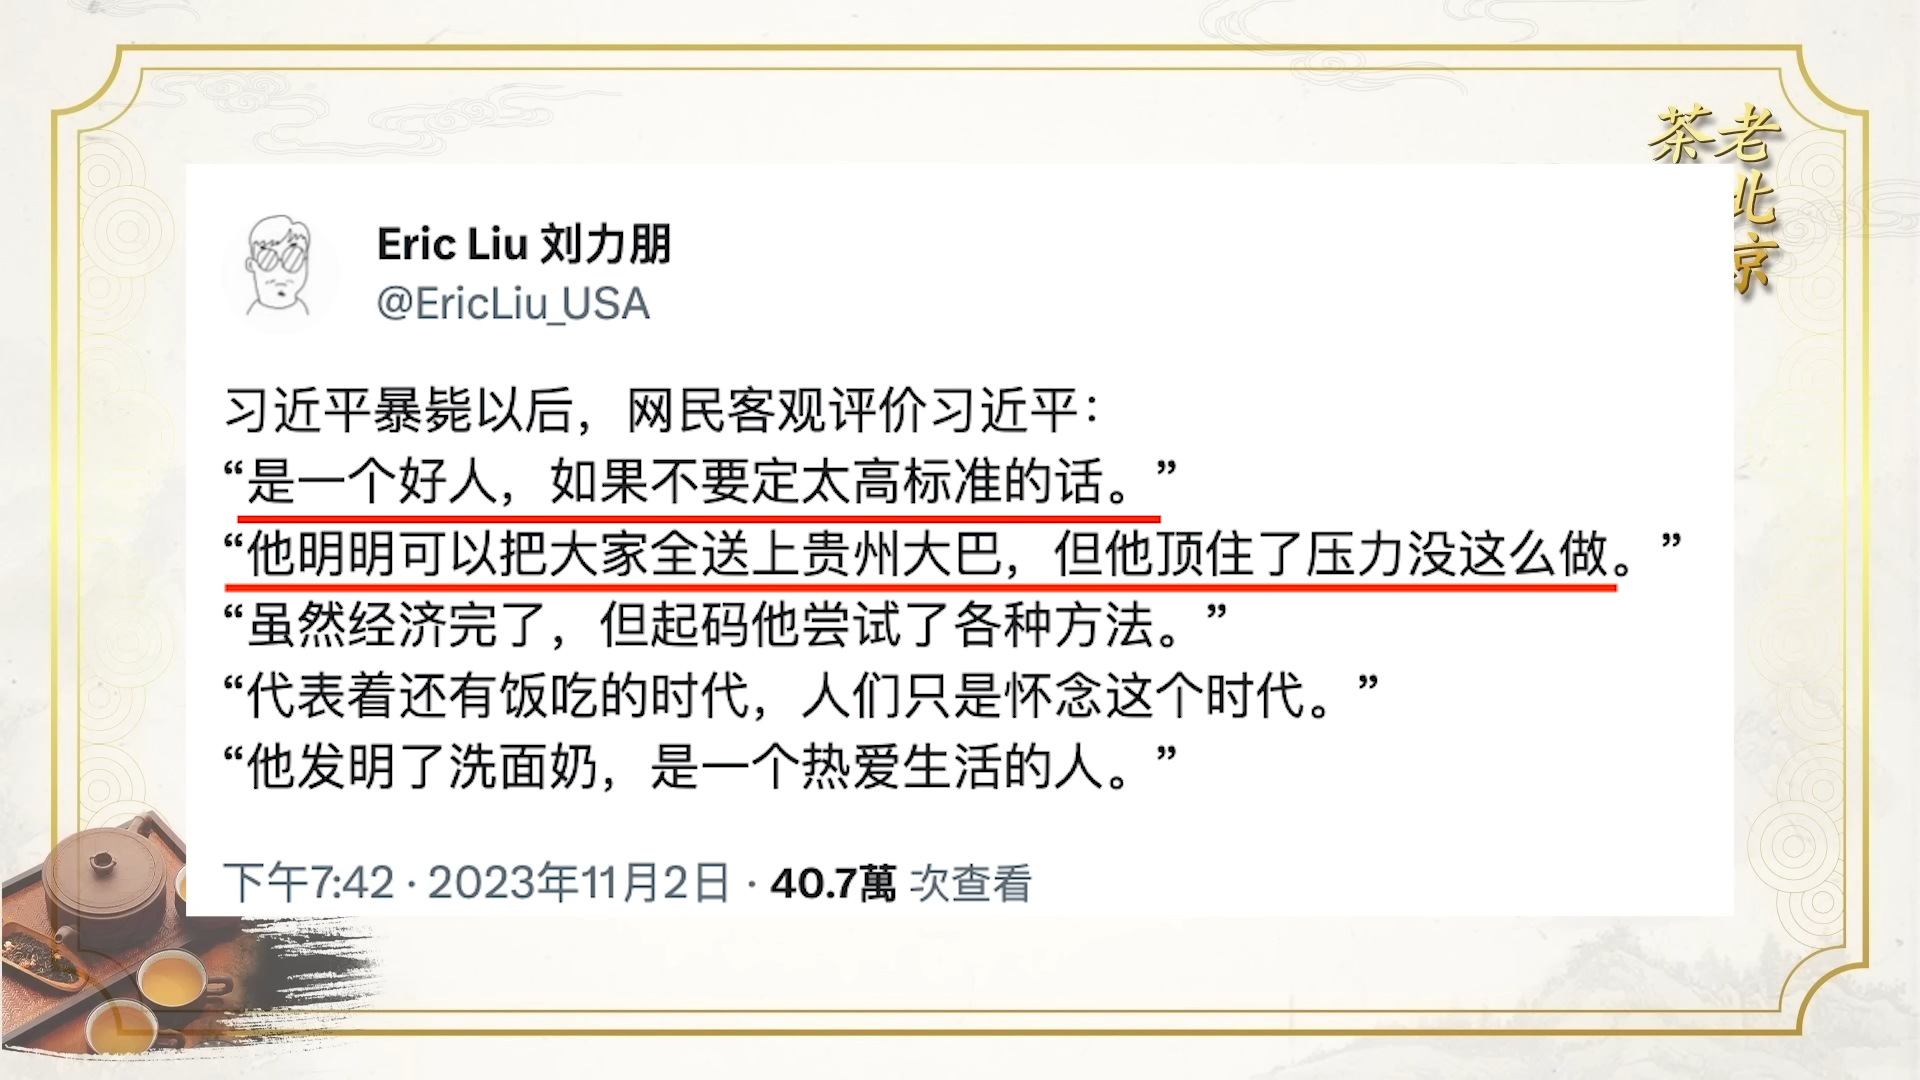 老北京茶
Eric Liu 刘力朋
@EricLiu_USA
习近平暴毙以后，网民客观评价习近平：
“是一个好人，如果不要定太高标准的话。”
“他明明可以把大家全送上贵州大巴，但他顶住了压力没这么做。”
“虽然经济完了，但起码他尝试了各种方法。”
“代表着还有饭吃的时代，人们只是怀念这个时代。”
“他发明了洗面奶，是一个热爱生活的人。”
下午7:42 · 2023年11月2日 · 40.7萬 次查看